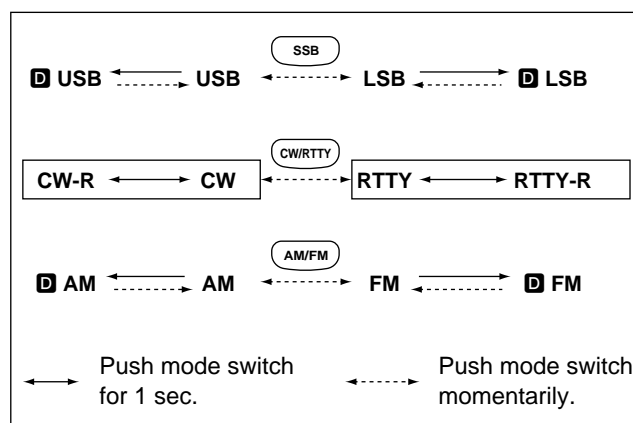 SSB
D USB USB LSB D LSB
CW/RTTY
CW-R CW RTTY RTTY-R
AM/FM
D AM AM FM D FM
Push mode switch
for 1 sec.
Push mode switch
momentarily.